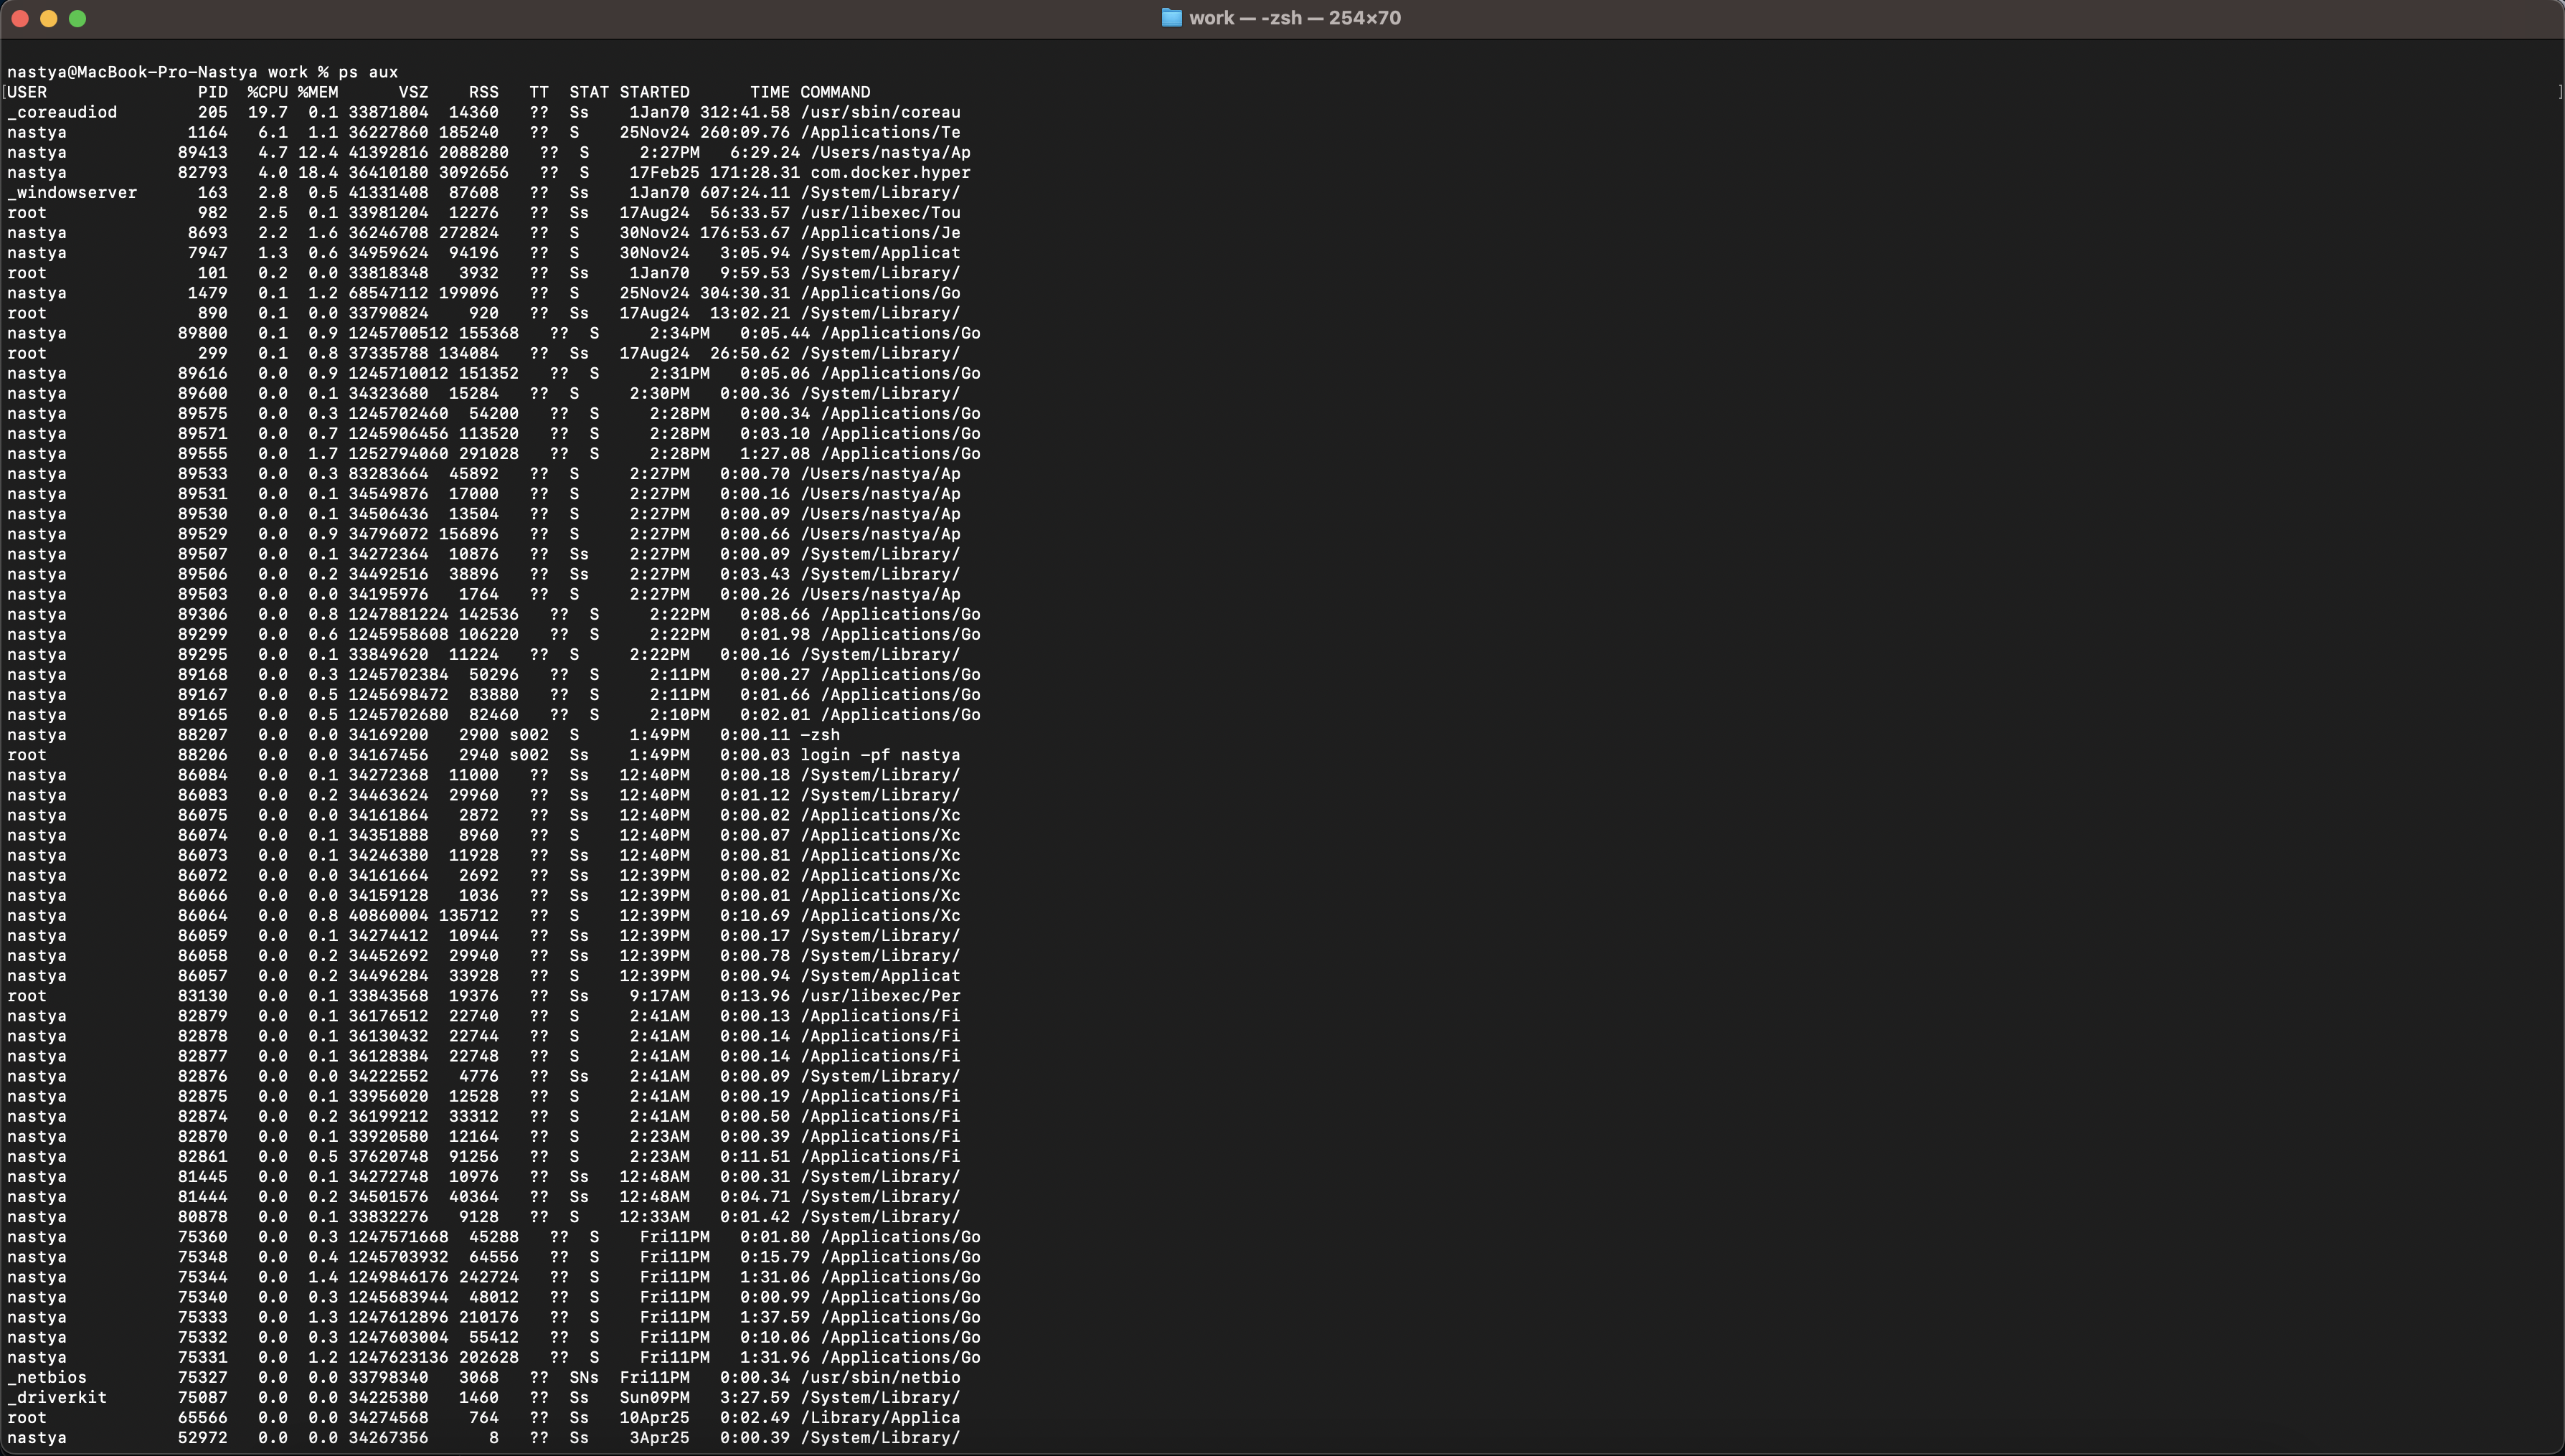 work — -zsh — 254×70
nastya@MacBook-Pro-Nastya work % ps aux
[USER               PID  %CPU %MEM      VSZ    RSS   TT  STAT STARTED      TIME COMMAND ]
_coreaudiod        205  19.7  0.1 33871804  14360   ??  Ss    1Jan70 312:41.58 /usr/sbin/coreau
nastya            1164   6.1  1.1 36227860 185240   ??  S    25Nov24 260:09.76 /Applications/Te
nastya           89413   4.7 12.4 41392816 2088280   ??  S     2:27PM   6:29.24 /Users/nastya/Ap
nastya           82793   4.0 18.4 36410180 3092656   ??  S    17Feb25 171:28.31 com.docker.hyper
_windowserver      163   2.8  0.5 41331408  87608   ??  Ss    1Jan70 607:24.11 /System/Library/
root               982   2.5  0.1 33981204  12276   ??  Ss   17Aug24  56:33.57 /usr/libexec/Tou
nastya            8693   2.2  1.6 36246708 272824   ??  S    30Nov24 176:53.67 /Applications/Je
nastya            7947   1.3  0.6 34959624  94196   ??  S    30Nov24   3:05.94 /System/Applicat
root               101   0.2  0.0 33818348   3932   ??  Ss    1Jan70   9:59.53 /System/Library/
nastya            1479   0.1  1.2 68547112 199096   ??  S    25Nov24 304:30.31 /Applications/Go
root               890   0.1  0.0 33790824    920   ??  Ss   17Aug24  13:02.21 /System/Library/
nastya           89800   0.1  0.9 1245700512 155368   ??  S     2:34PM   0:05.44 /Applications/Go
root               299   0.1  0.8 37335788 134084   ??  Ss   17Aug24  26:50.62 /System/Library/
nastya           89616   0.0  0.9 1245710012 151352   ??  S     2:31PM   0:05.06 /Applications/Go
nastya           89600   0.0  0.1 34323680  15284   ??  S     2:30PM   0:00.36 /System/Library/
nastya           89575   0.0  0.3 1245702460  54200   ??  S     2:28PM   0:00.34 /Applications/Go
nastya           89571   0.0  0.7 1245906456 113520   ??  S     2:28PM   0:03.10 /Applications/Go
nastya           89555   0.0  1.7 1252794060 291028   ??  S     2:28PM   1:27.08 /Applications/Go
nastya           89533   0.0  0.3 83283664  45892   ??  S     2:27PM   0:00.70 /Users/nastya/Ap
nastya           89531   0.0  0.1 34549876  17000   ??  S     2:27PM   0:00.16 /Users/nastya/Ap
nastya           89530   0.0  0.1 34506436  13504   ??  S     2:27PM   0:00.09 /Users/nastya/Ap
nastya           89529   0.0  0.9 34796072 156896   ??  S     2:27PM   0:00.66 /Users/nastya/Ap
nastya           89507   0.0  0.1 34272364  10876   ??  Ss    2:27PM   0:00.09 /System/Library/
nastya           89506   0.0  0.2 34492516  38896   ??  Ss    2:27PM   0:03.43 /System/Library/
nastya           89503   0.0  0.0 34195976   1764   ??  S     2:27PM   0:00.26 /Users/nastya/Ap
nastya           89306   0.0  0.8 1247881224 142536   ??  S     2:22PM   0:08.66 /Applications/Go
nastya           89299   0.0  0.6 1245958608 106220   ??  S     2:22PM   0:01.98 /Applications/Go
nastya           89295   0.0  0.1 33849620  11224   ??  S     2:22PM   0:00.16 /System/Library/
nastya           89168   0.0  0.3 1245702384  50296   ??  S     2:11PM   0:00.27 /Applications/Go
nastya           89167   0.0  0.5 1245698472  83880   ??  S     2:11PM   0:01.66 /Applications/Go
nastya           89165   0.0  0.5 1245702680  82460   ??  S     2:10PM   0:02.01 /Applications/Go
nastya           88207   0.0  0.0 34169200   2900 s002  S     1:49PM   0:00.11 -zsh
root             88206   0.0  0.0 34167456   2940 s002  Ss    1:49PM   0:00.03 login -pf nastya
nastya           86084   0.0  0.1 34272368  11000   ??  Ss   12:40PM   0:00.18 /System/Library/
nastya           86083   0.0  0.2 34463624  29960   ??  Ss   12:40PM   0:01.12 /System/Library/
nastya           86075   0.0  0.0 34161864   2872   ??  Ss   12:40PM   0:00.02 /Applications/Xc
nastya           86074   0.0  0.1 34351888   8960   ??  S    12:40PM   0:00.07 /Applications/Xc
nastya           86073   0.0  0.1 34246380  11928   ??  Ss   12:40PM   0:00.81 /Applications/Xc
nastya           86072   0.0  0.0 34161664   2692   ??  Ss   12:39PM   0:00.02 /Applications/Xc
nastya           86066   0.0  0.0 34159128   1036   ??  Ss   12:39PM   0:00.01 /Applications/Xc
nastya           86064   0.0  0.8 40860004 135712   ??  S    12:39PM   0:10.69 /Applications/Xc
nastya           86059   0.0  0.1 34274412  10944   ??  Ss   12:39PM   0:00.17 /System/Library/
nastya           86058   0.0  0.2 34452692  29940   ??  Ss   12:39PM   0:00.78 /System/Library/
nastya           86057   0.0  0.2 34496284  33928   ??  S    12:39PM   0:00.94 /System/Applicat
root             83130   0.0  0.1 33843568  19376   ??  Ss    9:17AM   0:13.96 /usr/libexec/Per
nastya           82879   0.0  0.1 36176512  22740   ??  S     2:41AM   0:00.13 /Applications/Fi
nastya           82878   0.0  0.1 36130432  22744   ??  S     2:41AM   0:00.14 /Applications/Fi
nastya           82877   0.0  0.1 36128384  22748   ??  S     2:41AM   0:00.14 /Applications/Fi
nastya           82876   0.0  0.0 34222552   4776   ??  Ss    2:41AM   0:00.09 /System/Library/
nastya           82875   0.0  0.1 33956020  12528   ??  S     2:41AM   0:00.19 /Applications/Fi
nastya           82874   0.0  0.2 36199212  33312   ??  S     2:41AM   0:00.50 /Applications/Fi
nastya           82870   0.0  0.1 33920580  12164   ??  S     2:23AM   0:00.39 /Applications/Fi
nastya           82861   0.0  0.5 37620748  91256   ??  S     2:23AM   0:11.51 /Applications/Fi
nastya           81445   0.0  0.1 34272748  10976   ??  Ss   12:48AM   0:00.31 /System/Library/
nastya           81444   0.0  0.2 34501576  40364   ??  Ss   12:48AM   0:04.71 /System/Library/
nastya           80878   0.0  0.1 33832276   9128   ??  S    12:33AM   0:01.42 /System/Library/
nastya           75360   0.0  0.3 1247571668  45288   ??  S    Fri11PM   0:01.80 /Applications/Go
nastya           75348   0.0  0.4 1245703932  64556   ??  S    Fri11PM   0:15.79 /Applications/Go
nastya           75344   0.0  1.4 1249846176 242724   ??  S    Fri11PM   1:31.06 /Applications/Go
nastya           75340   0.0  0.3 1245683944  48012   ??  S    Fri11PM   0:00.99 /Applications/Go
nastya           75333   0.0  1.3 1247612896 210176   ??  S    Fri11PM   1:37.59 /Applications/Go
nastya           75332   0.0  0.3 1247603004  55412   ??  S    Fri11PM   0:10.06 /Applications/Go
nastya           75331   0.0  1.2 1247623136 202628   ??  S    Fri11PM   1:31.96 /Applications/Go
_netbios         75327   0.0  0.0 33798340   3068   ??  SNs  Fri11PM   0:00.34 /usr/sbin/netbio
_driverkit       75087   0.0  0.0 34225380   1460   ??  Ss   Sun09PM   3:27.59 /System/Library/
root             65566   0.0  0.0 34274568    764   ??  Ss   10Apr25   0:02.49 /Library/Applica
nastya           52972   0.0  0.0 34267356      8   ??  Ss    3Apr25   0:00.39 /System/Library/